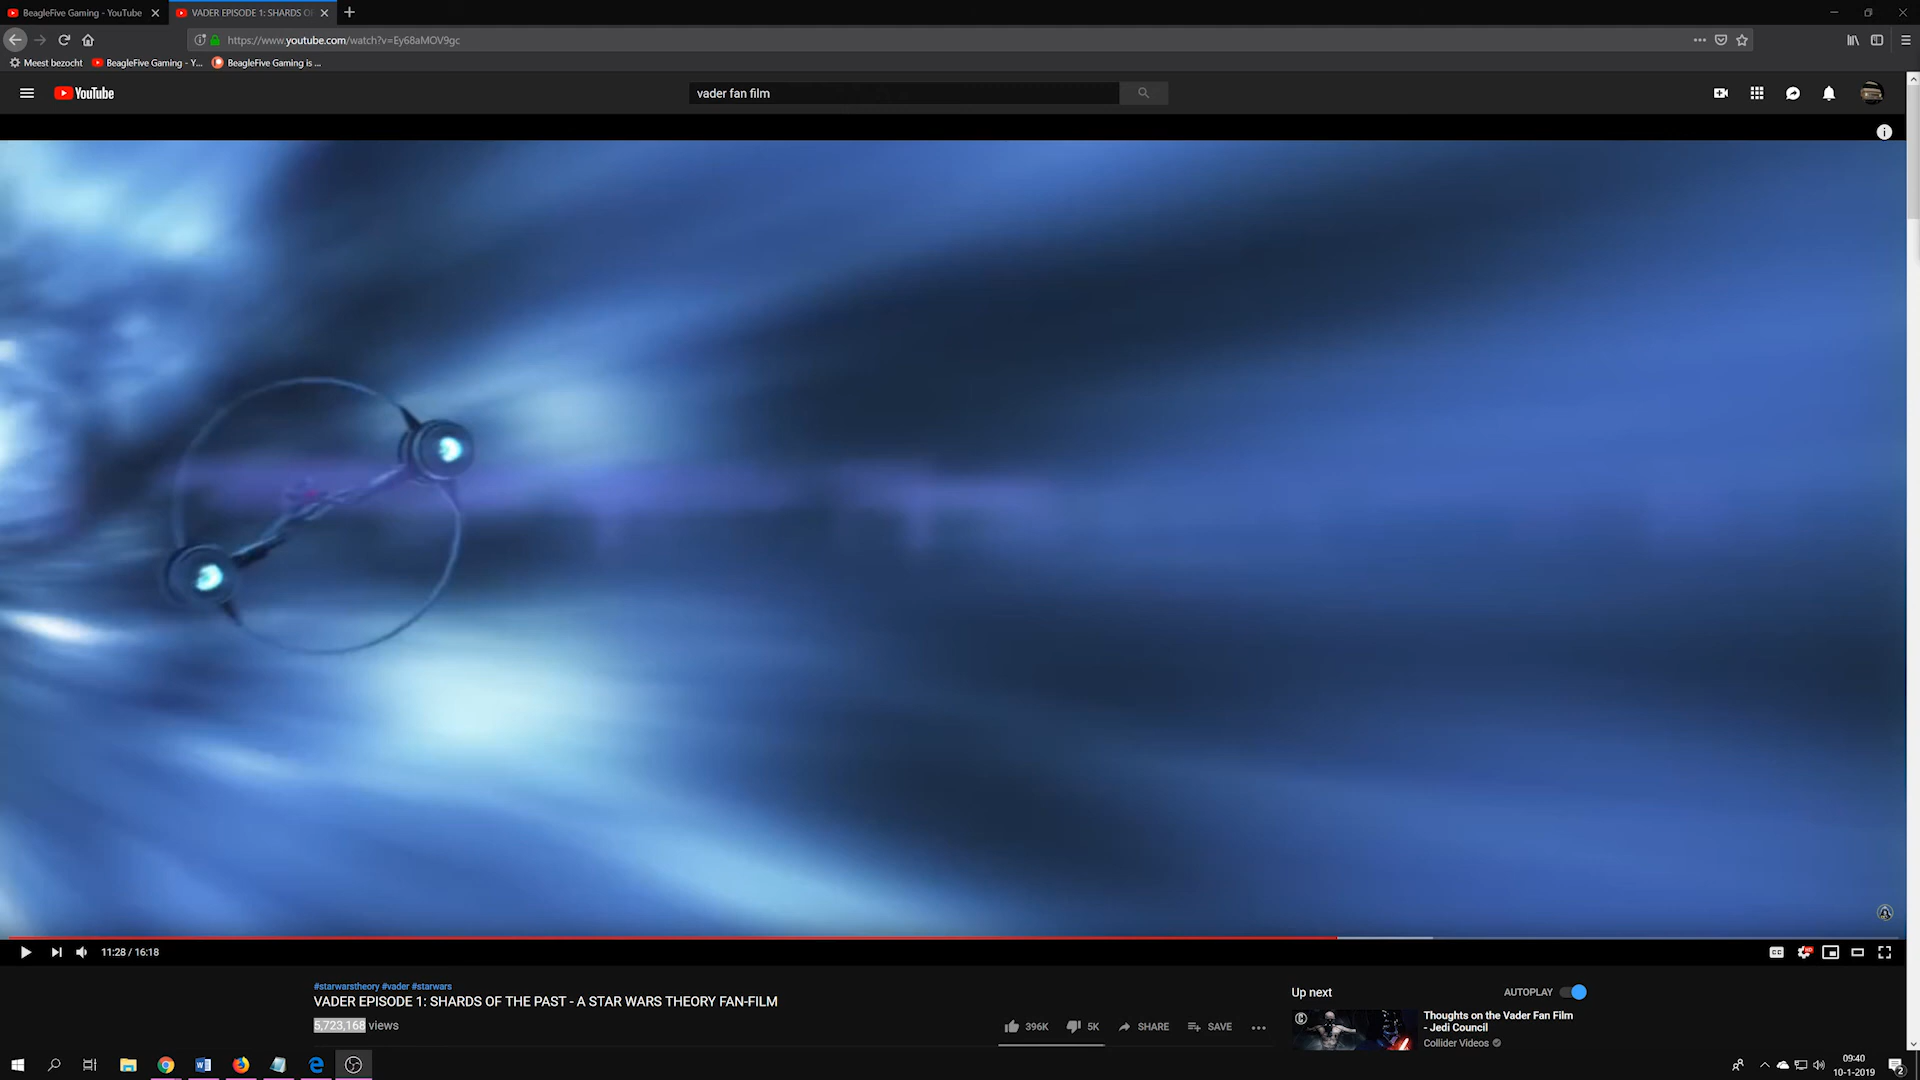 BeagleFive Gaming - YouTube
VADER EPISODE 1: SHARDS OF
https://www.youtube.com/watch?v=Ey68aMOV9gc
Meest bezocht
BeagleFive Gaming - Y...
BeagleFive Gaming is ...
YouTube
vader fan film
11:28 / 16:18
CC
HD
#starwarstheory #vader #starwars
VADER EPISODE 1: SHARDS OF THE PAST - A STAR WARS THEORY FAN-FILM
5,723,168 views
396K
5K
SHARE
SAVE
Up next
AUTOPLAY
Thoughts on the Vader Fan Film
- Jedi Council
Collider Videos
09:40
10-1-2019
2